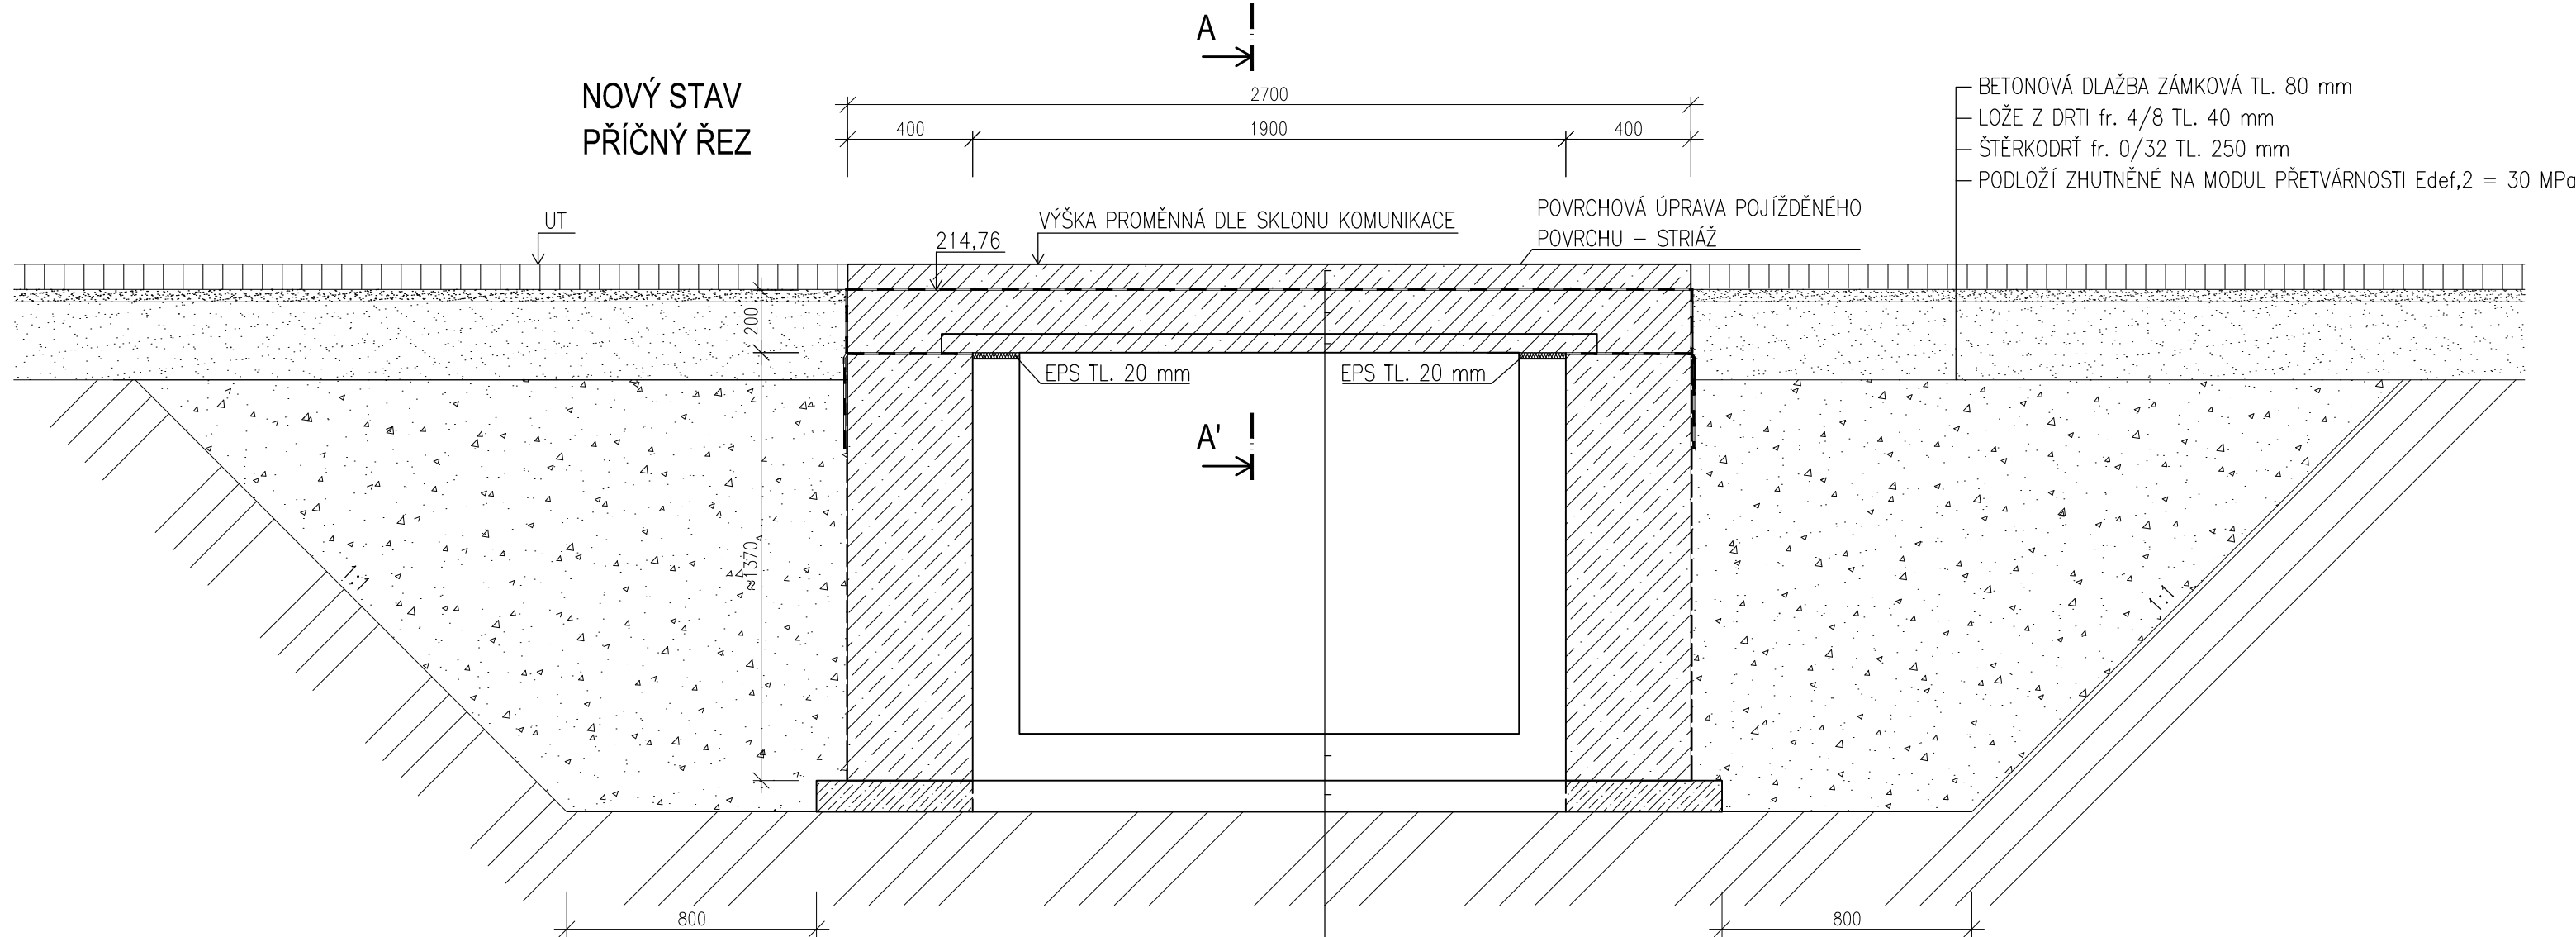 A
NOVÝ STAV
PŘÍČNÝ ŘEZ
2700
400
1900
400
BETONOVÁ DLAŽBA ZÁMKOVÁ TL. 80 mm
LOŽE Z DRTI fr. 4/8 TL. 40 mm
ŠTĚRKODRŤ fr. 0/32 TL. 250 mm
PODLOŽÍ ZHUTNĚNÉ NA MODUL PŘETVÁRNOSTI Edef,2 = 30 MPa
UT
214,76
VÝŠKA PROMĚNNÁ DLE SKLONU KOMUNIKACE
POVRCHOVÁ ÚPRAVA POJÍŽDĚNÉHO
POVRCHU – STRIÁŽ
200
EPS TL. 20 mm
EPS TL. 20 mm
A'
≈1370
1:1
1:1
800
800